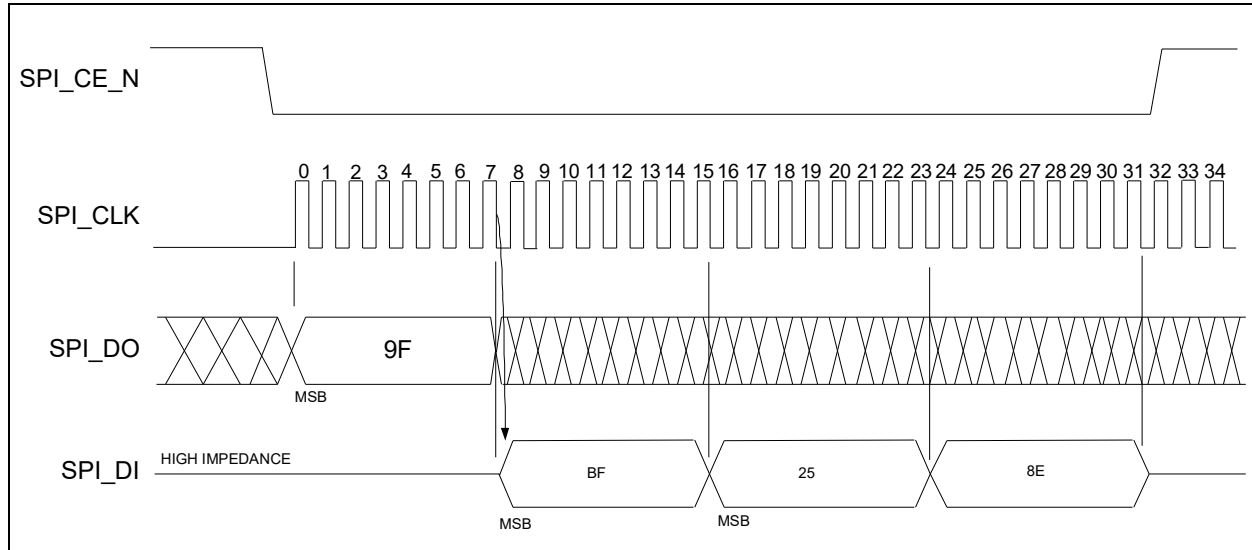 SPI_CE_N
0 1 2 3 4 5 6 7 8 9 10 11 12 13 14 15 16 17 18 19 20 21 22 23 24 25 26 27 28 29 30 31 32 33 34
SPI_CLK
SPI_DO
9F
MSB
HIGH IMPEDANCE
SPI_DI
BF
25
8E
MSB
MSB